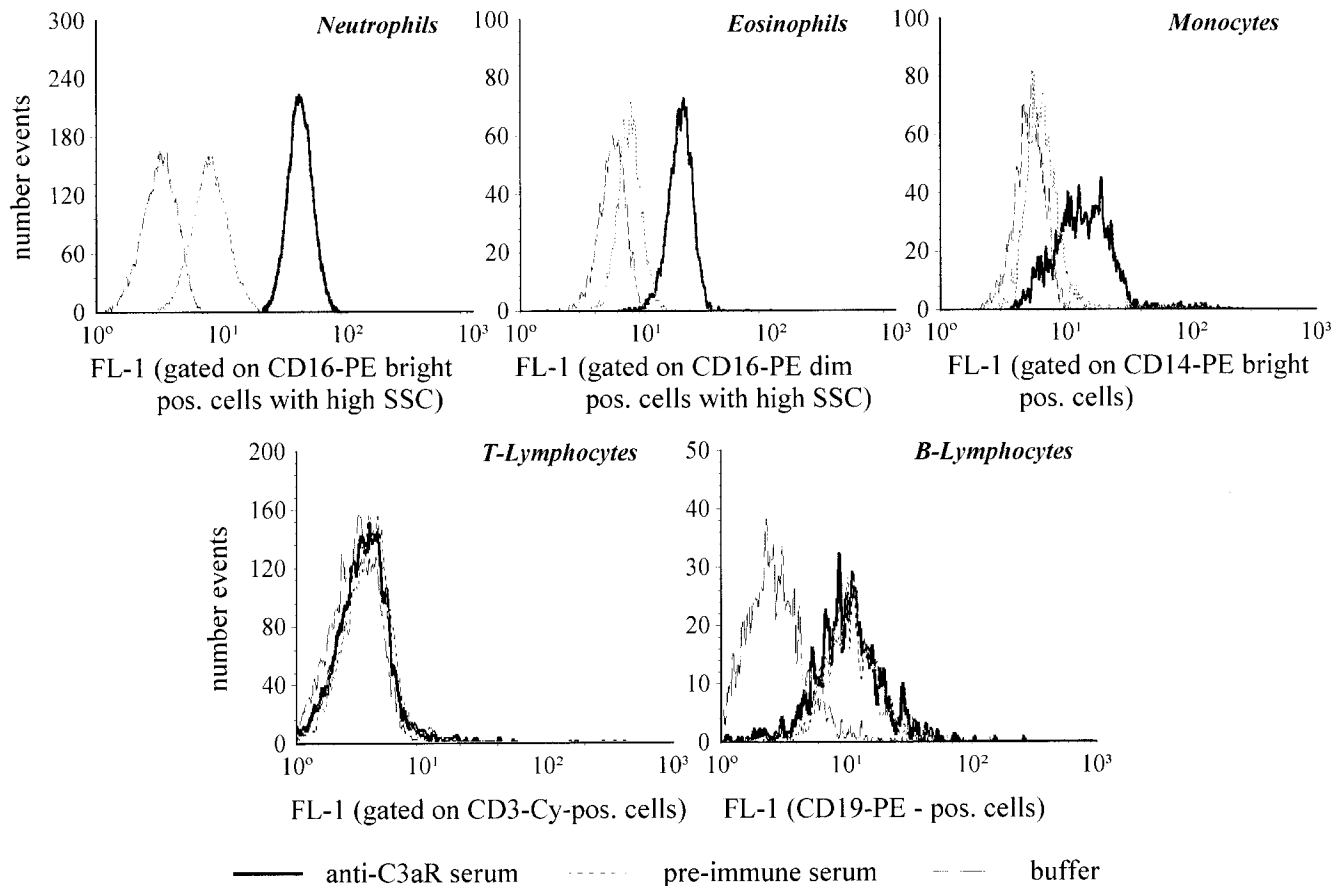 Neutrophils
300
240
180
120
60
0
number events
10⁰ 10¹ 10² 10³
FL-1 (gated on CD16-PE bright
pos. cells with high SSC)
Eosinophils
100
80
60
40
20
0
10⁰ 10¹ 10² 10³
FL-1 (gated on CD16-PE dim
pos. cells with high SSC)
Monocytes
100
80
60
40
20
0
10⁰ 10¹ 10² 10³
FL-1 (gated on CD14-PE bright
pos. cells)
T-Lymphocytes
200
160
120
80
40
0
number events
10⁰ 10¹ 10² 10³
FL-1 (gated on CD3-Cy-pos. cells)
B-Lymphocytes
50
40
30
20
10
0
10⁰ 10¹ 10² 10³
FL-1 (CD19-PE - pos. cells)
anti-C3aR serum pre-immune serum buffer